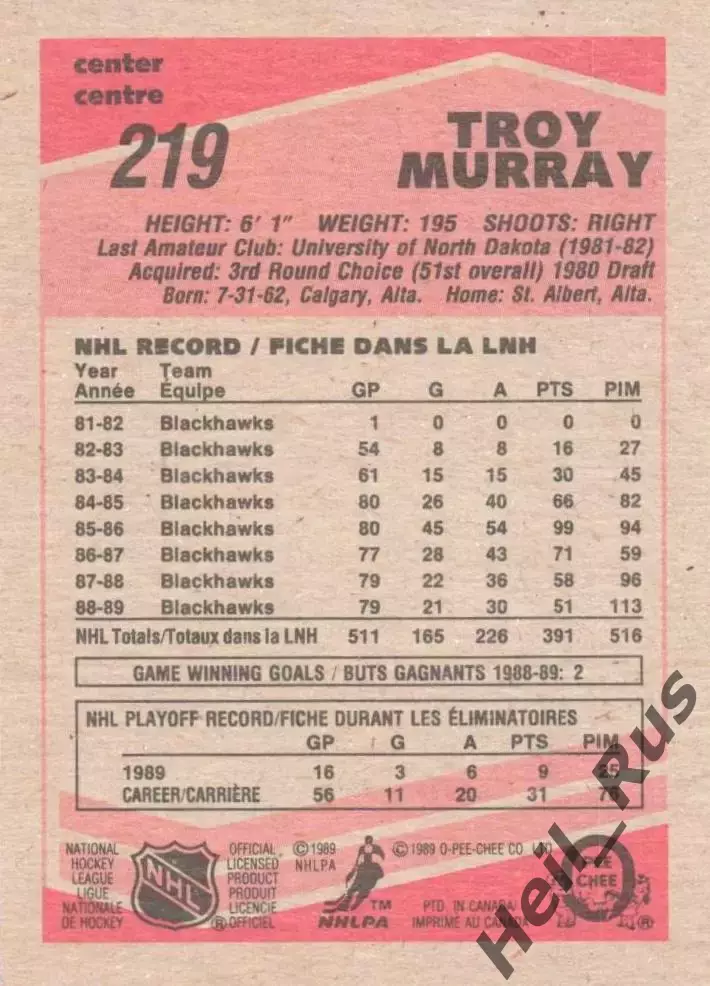 center
centre
219
TROY
MURRAY
HEIGHT: 6' 1" WEIGHT: 195 SHOOTS: RIGHT
Last Amateur Club: University of North Dakota (1981-82)
Acquired: 3rd Round Choice (51st overall) 1980 Draft
Born: 7-31-62, Calgary, Alta. Home: St. Albert, Alta.
NHL RECORD / FICHE DANS LA LNH
Year Team
Année Équipe GP G A PTS PIM
81-82 Blackhawks 1 0 0 0 0
82-83 Blackhawks 54 8 8 16 27
83-84 Blackhawks 61 15 15 30 45
84-85 Blackhawks 80 26 40 66 82
85-86 Blackhawks 80 45 54 99 94
86-87 Blackhawks 77 28 43 71 59
87-88 Blackhawks 79 22 36 58 96
88-89 Blackhawks 79 21 30 51 113
NHL Totals/Totaux dans la LNH 511 165 226 391 516
GAME WINNING GOALS / BUTS GAGNANTS 1988-89: 2
NHL PLAYOFF RECORD/FICHE DURANT LES ÉLIMINATOIRES
GP G A PTS PIM
1989 16 3 6 9 25
CAREER/CARRIÈRE 56 11 20 31 76
NATIONAL
HOCKEY
LEAGUE
LIGUE
NATIONALE
DE HOCKEY
NHL
®
OFFICIAL
LICENSED
PRODUCT
PRODUIT
LICENCIE
OFFICIEL
©1989
NHLPA
TM
NHLPA
©1989 O-PEE-CHEE CO. LTD.
PTD. IN CANADA/
IMPRIME AU CANADA
O
PEE
CHEE
®
Heil_Rus